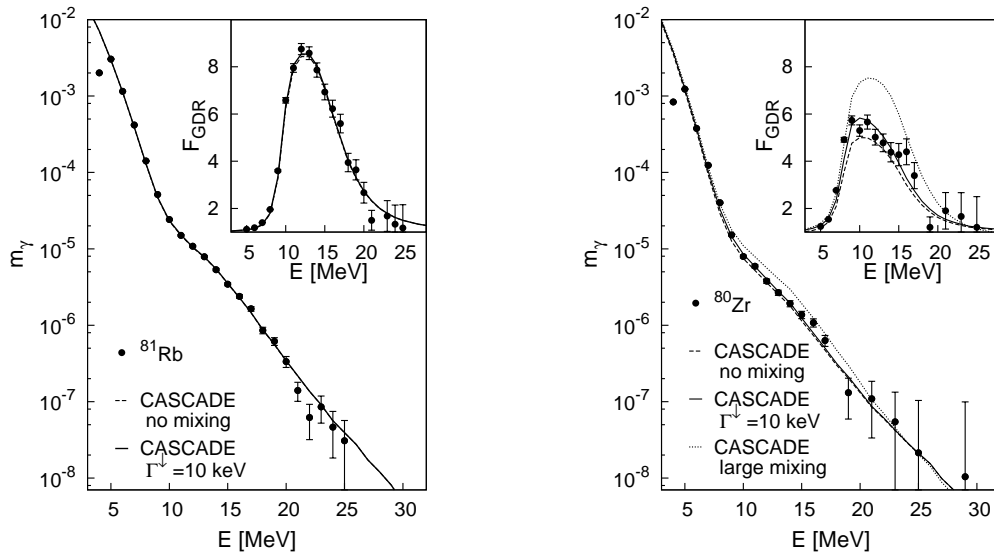 10⁻²
10⁻³
10⁻⁴
10⁻⁵
10⁻⁶
10⁻⁷
10⁻⁸
mγ
5 10 15 20 25 30
E [MeV]
8
6
4
2
F_GDR
5 10 15 20 25
E [MeV]
⁸¹Rb
CASCADE
no mixing
CASCADE
Γ↓ =10 keV
10⁻²
10⁻³
10⁻⁴
10⁻⁵
10⁻⁶
10⁻⁷
10⁻⁸
mγ
5 10 15 20 25 30
E [MeV]
8
6
4
2
F_GDR
5 10 15 20 25
E [MeV]
⁸⁰Zr
CASCADE
no mixing
CASCADE
Γ↓ =10 keV
CASCADE
large mixing